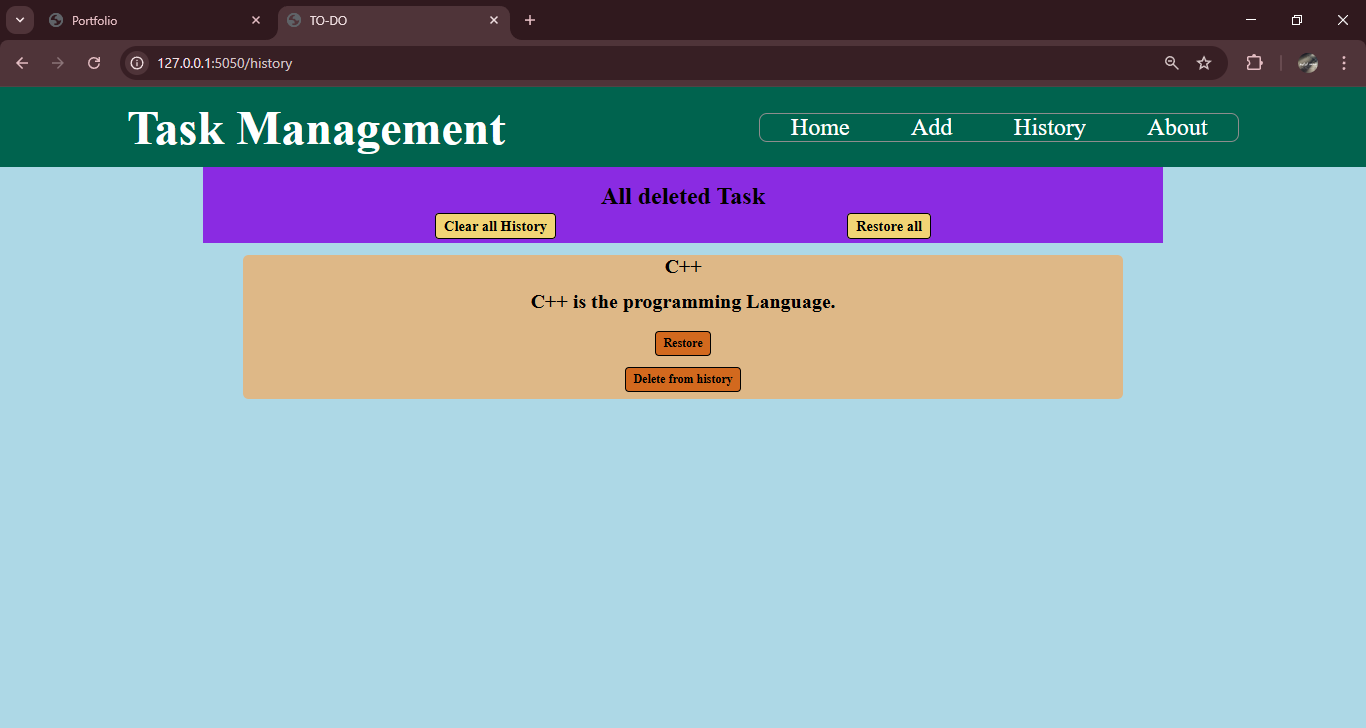 Portfolio
TO-DO
127.0.0.1:5050/history
Task Management
Home Add History About
All deleted Task
Clear all History Restore all
C++
C++ is the programming Language.
Restore
Delete from history